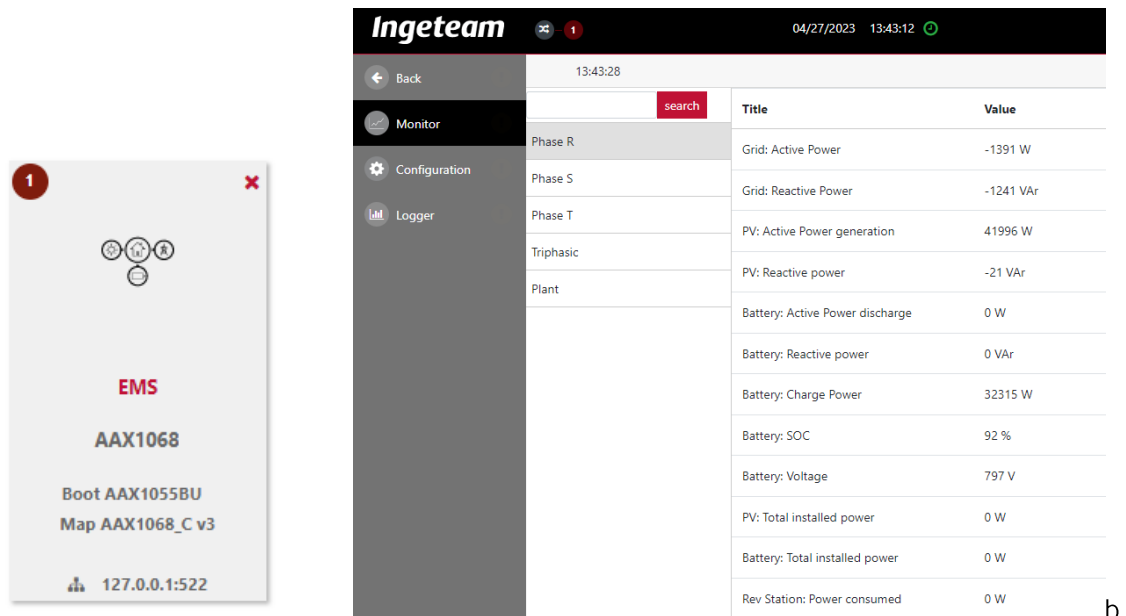 1
EMS
AAX1068
Boot AAX1055BU
Map AAX1068_C v3
127.0.0.1:522
Ingeteam 1 04/27/2023 13:43:12
Back
Monitor
Configuration
Logger
13:43:28
search
Phase R
Phase S
Phase T
Triphasic
Plant
Title Value
Grid: Active Power -1391 W
Grid: Reactive Power -1241 VAr
PV: Active Power generation 41996 W
PV: Reactive power -21 VAr
Battery: Active Power discharge 0 W
Battery: Reactive power 0 VAr
Battery: Charge Power 32315 W
Battery: SOC 92 %
Battery: Voltage 797 V
PV: Total installed power 0 W
Battery: Total installed power 0 W
Rev Station: Power consumed 0 W
b